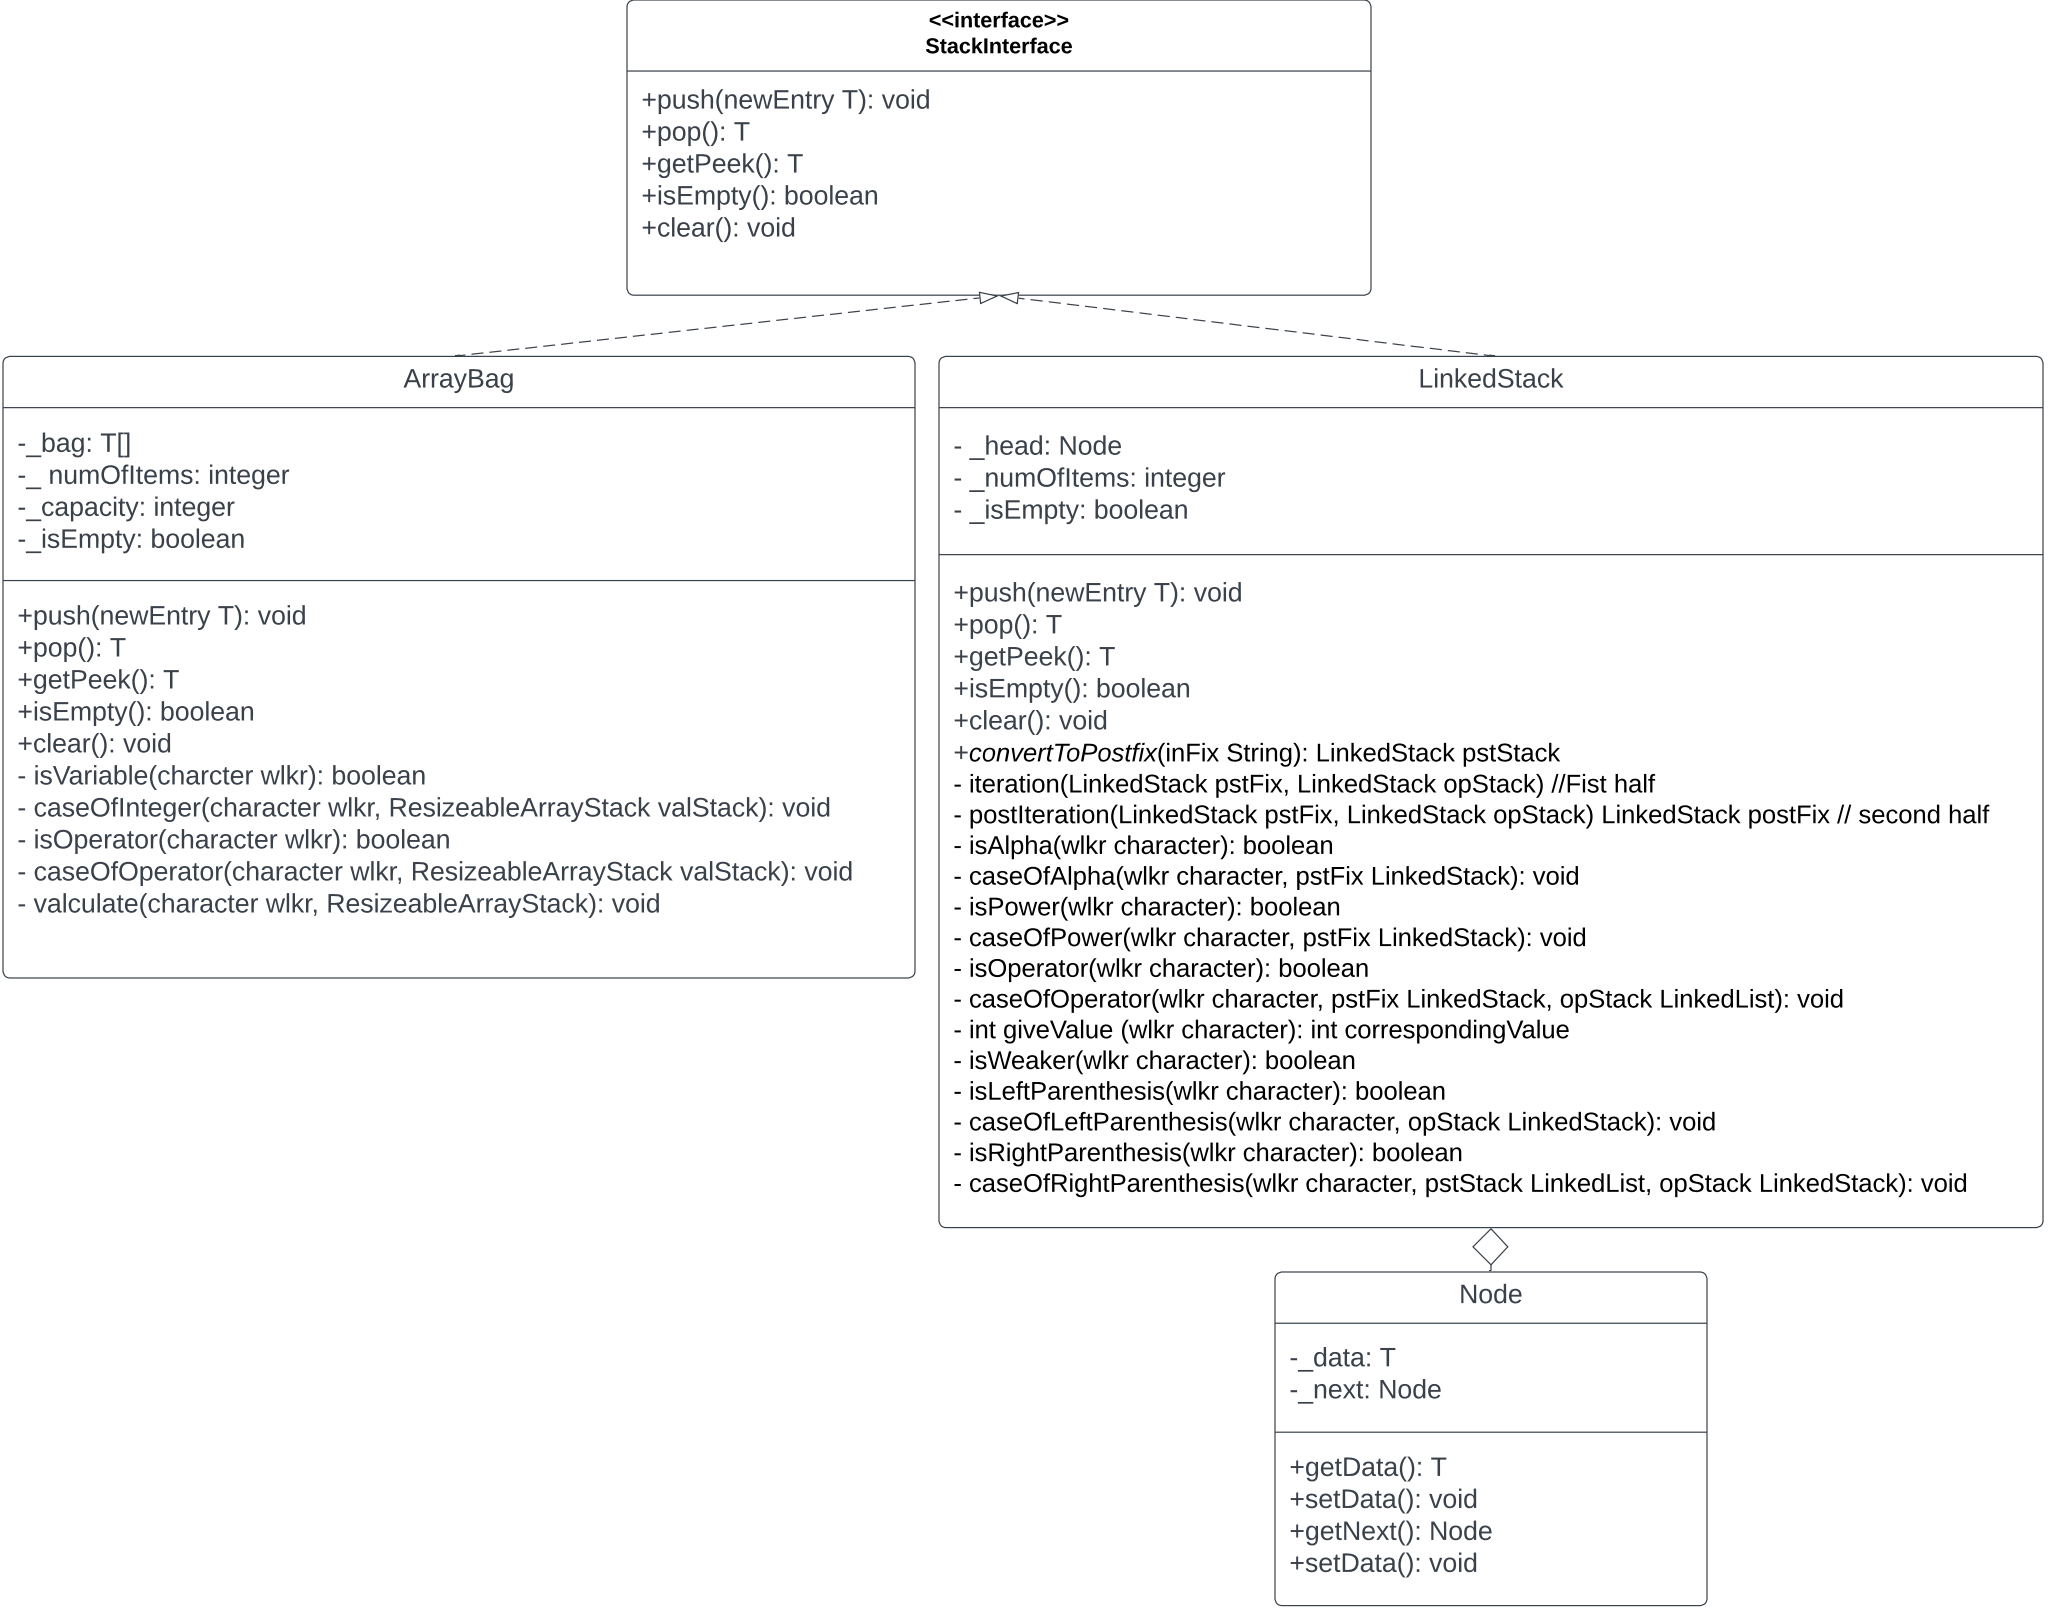 <<interface>>
StackInterface
+push(newEntry T): void
+pop(): T
+getPeek(): T
+isEmpty(): boolean
+clear(): void
ArrayBag
-_bag: T[]
-_ numOfItems: integer
-_capacity: integer
-_isEmpty: boolean
+push(newEntry T): void
+pop(): T
+getPeek(): T
+isEmpty(): boolean
+clear(): void
- isVariable(charcter wlkr): boolean
- caseOfInteger(character wlkr, ResizeableArrayStack valStack): void
- isOperator(character wlkr): boolean
- caseOfOperator(character wlkr, ResizeableArrayStack valStack): void
- valculate(character wlkr, ResizeableArrayStack): void
LinkedStack
- _head: Node
- _numOfItems: integer
- _isEmpty: boolean
+push(newEntry T): void
+pop(): T
+getPeek(): T
+isEmpty(): boolean
+clear(): void
+convertToPostfix(inFix String): LinkedStack pstStack
- iteration(LinkedStack pstFix, LinkedStack opStack) //Fist half
- postIteration(LinkedStack pstFix, LinkedStack opStack) LinkedStack postFix // second half
- isAlpha(wlkr character): boolean
- caseOfAlpha(wlkr character, pstFix LinkedStack): void
- isPower(wlkr character): boolean
- caseOfPower(wlkr character, pstFix LinkedStack): void
- isOperator(wlkr character): boolean
- caseOfOperator(wlkr character, pstFix LinkedStack, opStack LinkedList): void
- int giveValue (wlkr character): int correspondingValue
- isWeaker(wlkr character): boolean
- isLeftParenthesis(wlkr character): boolean
- caseOfLeftParenthesis(wlkr character, opStack LinkedStack): void
- isRightParenthesis(wlkr character): boolean
- caseOfRightParenthesis(wlkr character, pstStack LinkedList, opStack LinkedStack): void
Node
-_data: T
-_next: Node
+getData(): T
+setData(): void
+getNext(): Node
+setData(): void